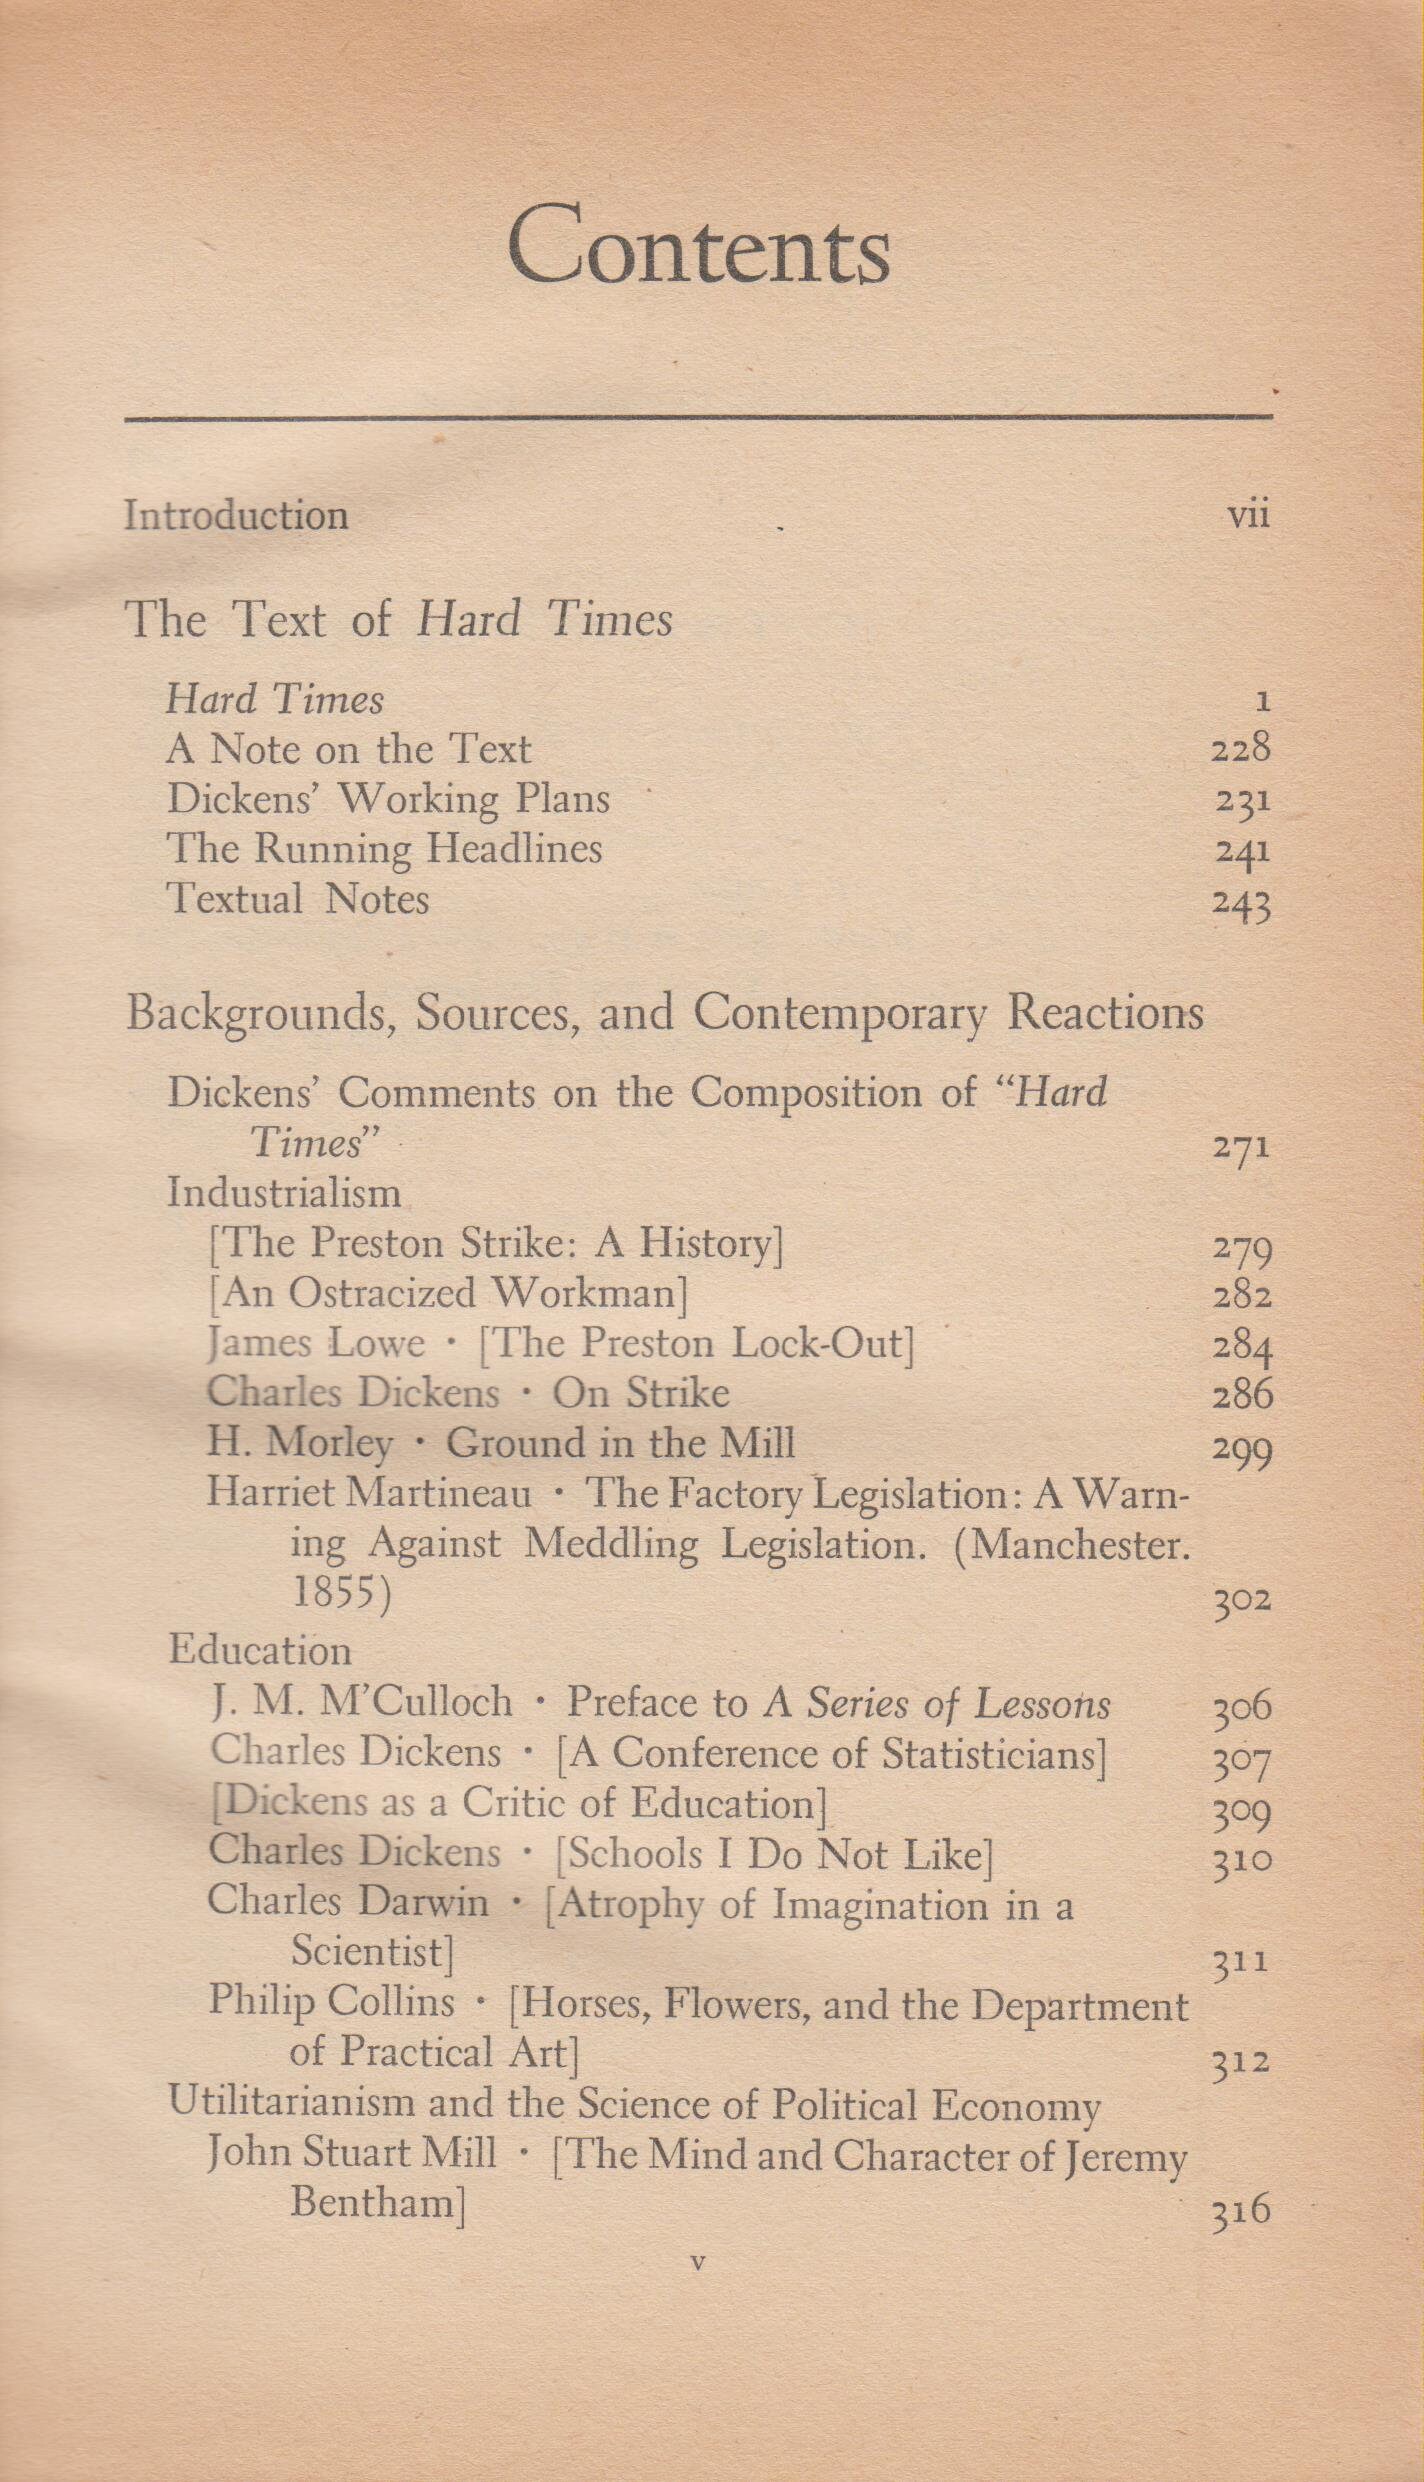 Contents
Introduction vii
The Text of Hard Times
Hard Times 1
A Note on the Text 228
Dickens’ Working Plans 231
The Running Headlines 241
Textual Notes 243
Backgrounds, Sources, and Contemporary Reactions
Dickens’ Comments on the Composition of “Hard
Times” 271
Industrialism
[The Preston Strike: A History] 279
[An Ostracized Workman] 282
James Lowe • [The Preston Lock-Out] 284
Charles Dickens • On Strike 286
H. Morley • Ground in the Mill 299
Harriet Martineau • The Factory Legislation: A Warn-
ing Against Meddling Legislation. (Manchester.
1855) 302
Education
J. M. M’Culloch • Preface to A Series of Lessons 306
Charles Dickens • [A Conference of Statisticians] 307
[Dickens as a Critic of Education] 309
Charles Dickens • [Schools I Do Not Like] 310
Charles Darwin • [Atrophy of Imagination in a
Scientist] 311
Philip Collins • [Horses, Flowers, and the Department
of Practical Art] 312
Utilitarianism and the Science of Political Economy
John Stuart Mill • [The Mind and Character of Jeremy
Bentham] 316
v